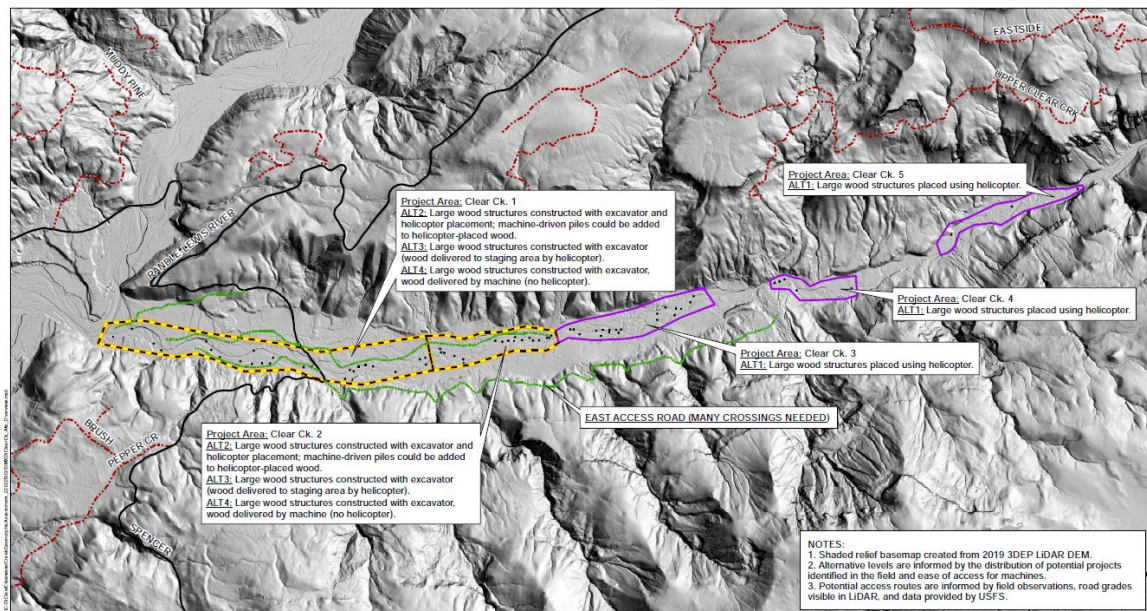 MUDDY PINE
EASTSIDE
UPPER CLEAR CRK
Project Area: Clear Ck. 5
ALT1: Large wood structures placed using helicopter.
Project Area: Clear Ck. 1
ALT2: Large wood structures constructed with excavator and
helicopter placement; machine-driven piles could be added
to helicopter-placed wood.
ALT3: Large wood structures constructed with excavator
(wood delivered to staging area by helicopter).
ALT4: Large wood structures constructed with excavator,
wood delivered by machine (no helicopter).
RANDLE LEWIS RIVER
Project Area: Clear Ck. 4
ALT1: Large wood structures placed using helicopter.
Project Area: Clear Ck. 3
ALT1: Large wood structures placed using helicopter.
EAST ACCESS ROAD (MANY CROSSINGS NEEDED)
BRUSH
PEPPER CR
SPENCER
Project Area: Clear Ck. 2
ALT2: Large wood structures constructed with excavator and
helicopter placement; machine-driven piles could be added
to helicopter-placed wood.
ALT3: Large wood structures constructed with excavator
(wood delivered to staging area by helicopter).
ALT4: Large wood structures constructed with excavator,
wood delivered by machine (no helicopter).
NOTES:
1. Shaded relief basemap created from 2019 3DEP LiDAR DEM.
2. Alternative levels are informed by the distribution of potential projects
identified in the field and ease of access for machines.
3. Potential access routes are informed by field observations, road grades
visible in LiDAR, and data provided by USFS.